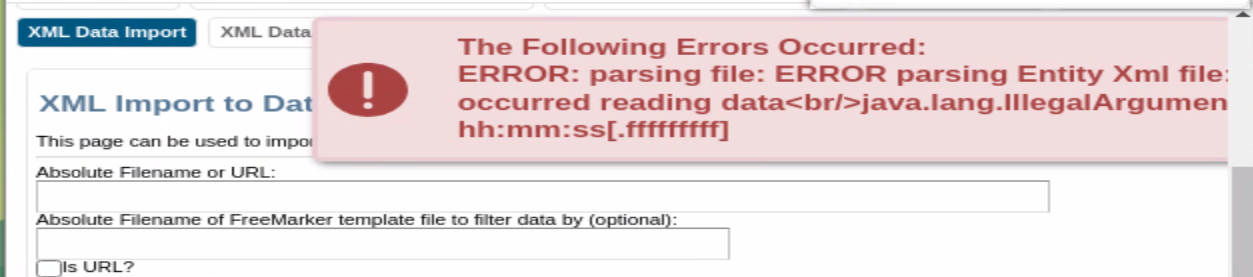 XML Data Import
XML Data
The Following Errors Occurred:
ERROR: parsing file: ERROR parsing Entity Xml file:
occurred reading data<br/>java.lang.IllegalArgumen
hh:mm:ss[.fffffffff]
XML Import to Dat
This page can be used to impor
Absolute Filename or URL:
Absolute Filename of FreeMarker template file to filter data by (optional):
Is URL?